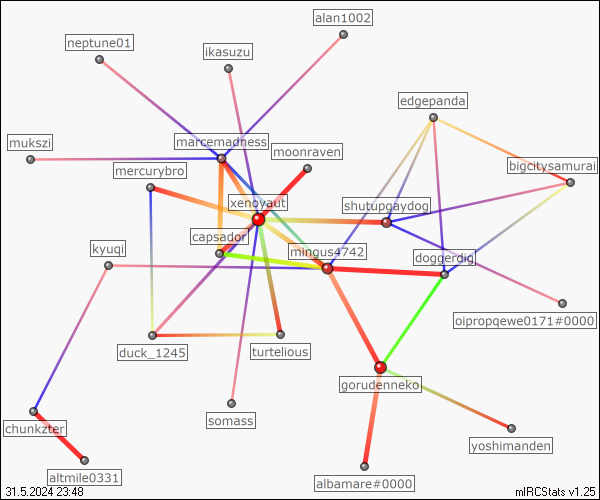 alan1002
neptune01
ikasuzu
edgepanda
mukszi
marcemadness
moonraven
mercurybro
bigcitysamurai
xenoyaut
shutupgaydog
kyuqi
capsador
mingus4742
doggerdig
oipropqewe0171#0000
duck_1245
turtelious
gorudenneko
somass
chunkzter
yoshimanden
altmile0331
albamare#0000
31.5.2024 23:48
mIRCStats v1.25